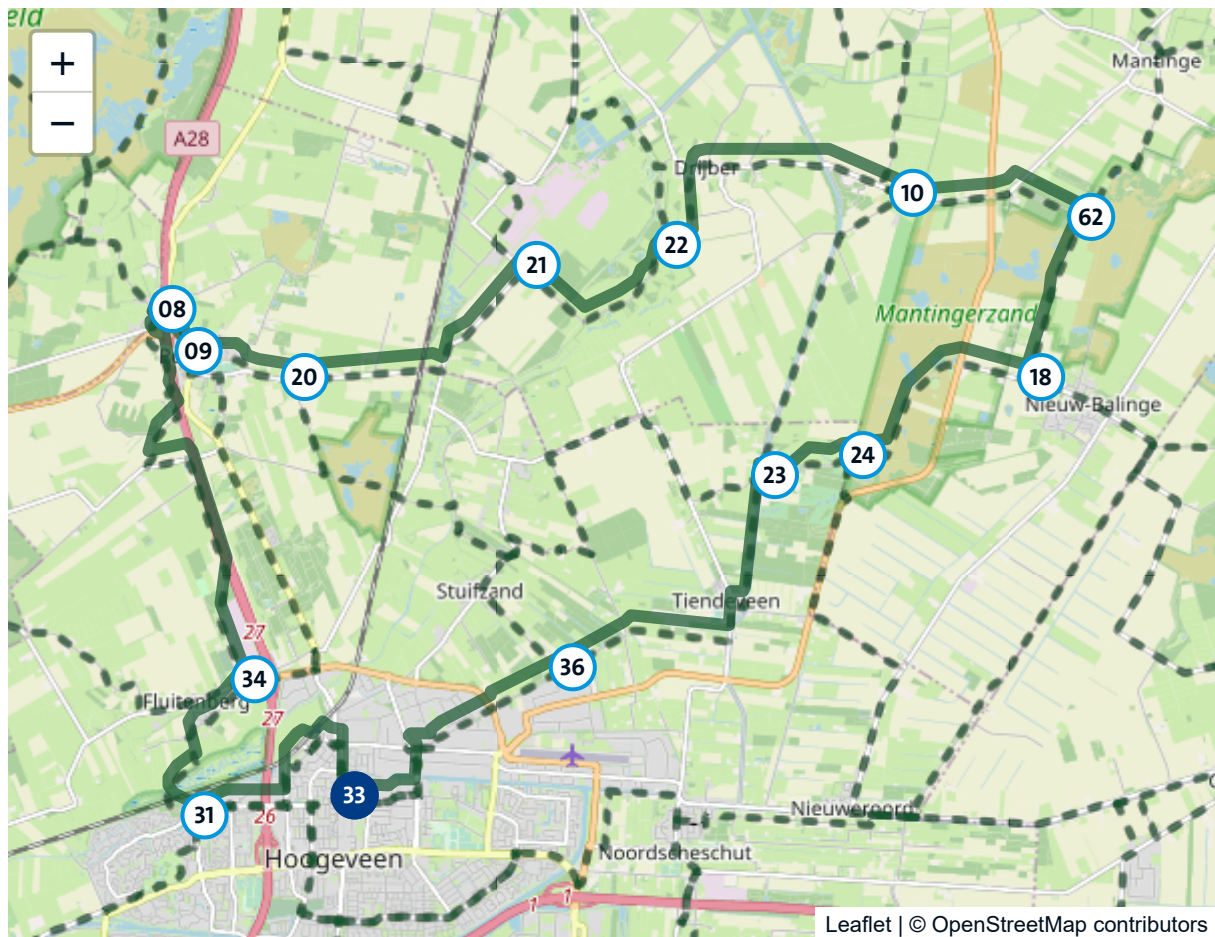 eld
+
−
A28
Mantinge
Drijber
10
62
22
21
08
09
20
Mantingerzand
18
Nieuw-Balinge
24
23
Stuifzand
Tiendeveen
27
36
34
Fluitenberg
27
33
31
26
Nieuweroord
Hoogeveen
Noordscheschut
1
1
Leaflet | © OpenStreetMap contributors